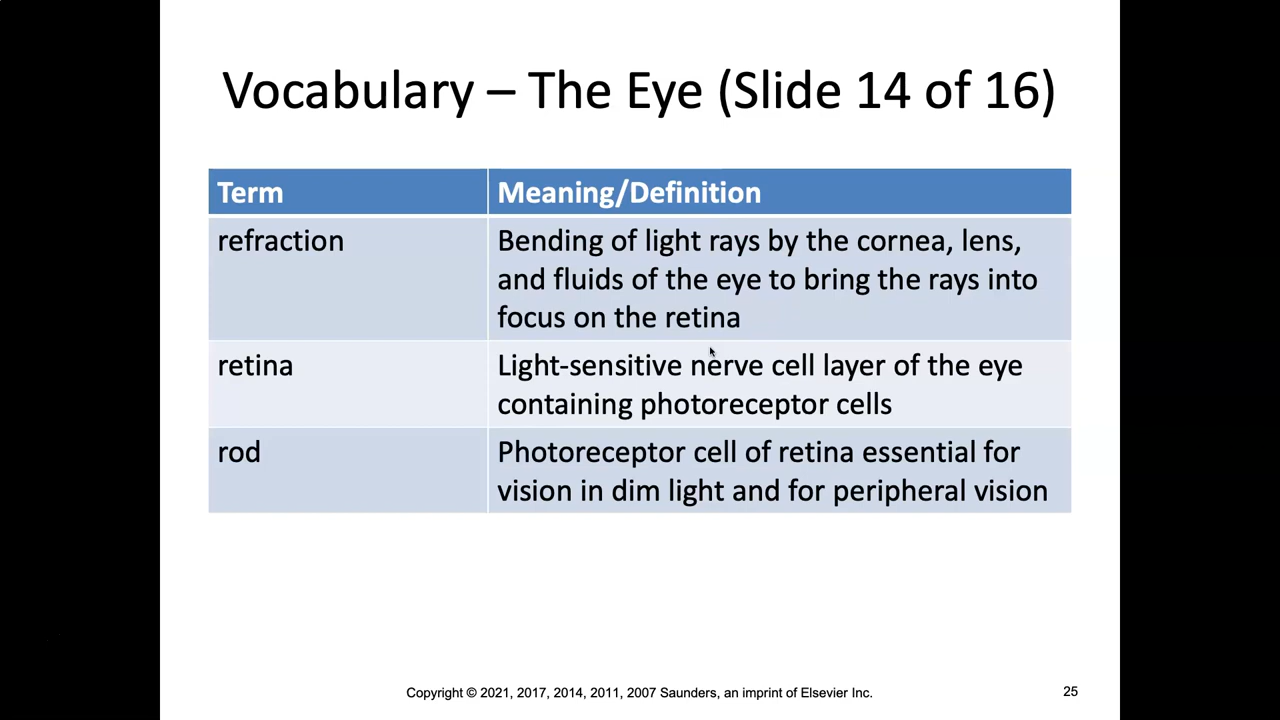 Vocabulary – The Eye (Slide 14 of 16)
Term
Meaning/Definition
refraction
Bending of light rays by the cornea, lens,
and fluids of the eye to bring the rays into
focus on the retina
retina
Light-sensitive nerve cell layer of the eye
containing photoreceptor cells
rod
Photoreceptor cell of retina essential for
vision in dim light and for peripheral vision
Copyright © 2021, 2017, 2014, 2011, 2007 Saunders, an imprint of Elsevier Inc.
25